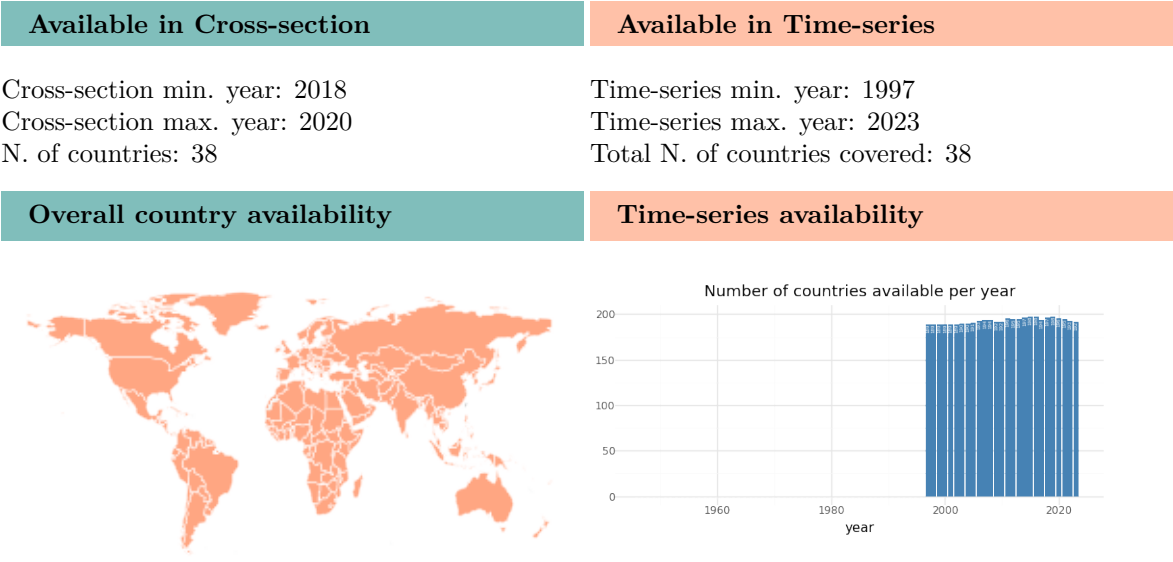 Available in Cross-section
Available in Time-series
Cross-section min. year: 2018
Cross-section max. year: 2020
N. of countries: 38
Time-series min. year: 1997
Time-series max. year: 2023
Total N. of countries covered: 38
Overall country availability
Time-series availability
Number of countries available per year
200
150
100
50
0
1960
1980
2000
2020
year